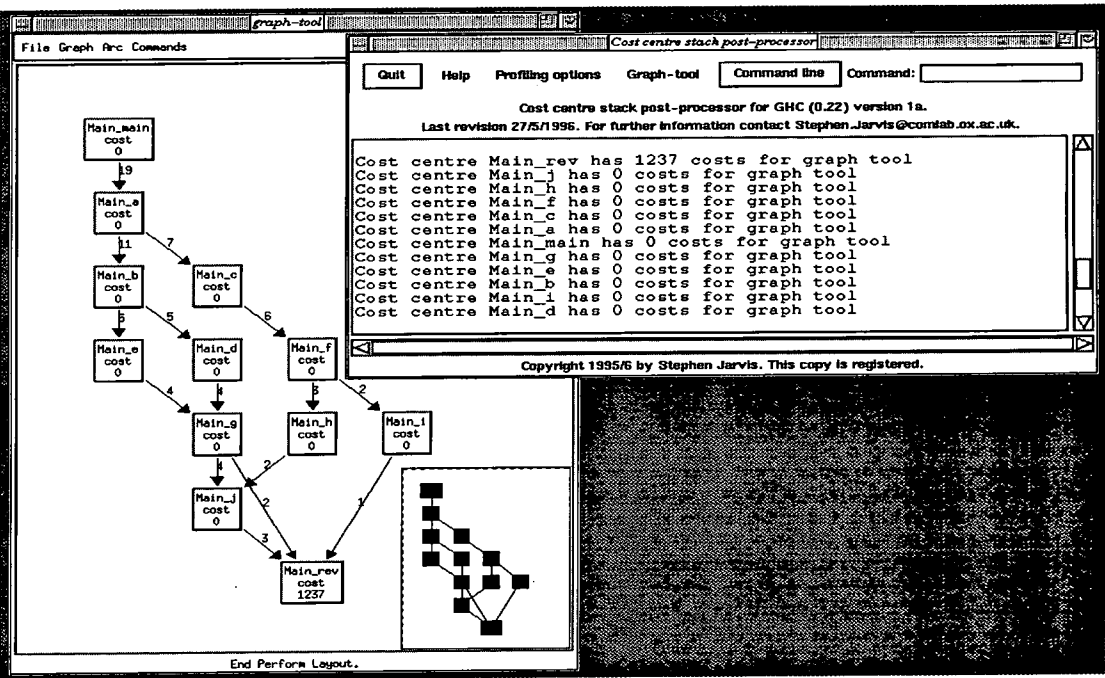 graph-tool
File Graph Arc Commands
Main_main
cost
0
19
Main_a
cost
0
11
7
Main_b
cost
0
Main_c
cost
0
5
6
Main_e
cost
0
Main_d
cost
0
Main_f
cost
0
4
4
3
2
Main_g
cost
0
Main_h
cost
0
Main_i
cost
0
4
2
2
1
Main_j
cost
0
3
Main_rev
cost
1237
End Perform Layout.
Cost centre stack post-processor
Quit Help Profiling options Graph-tool Command line Command:
Cost centre stack post-processor for GHC (0.22) version 1a.
Last revision 27/5/1996. For further information contact Stephen.Jarvis@comlab.ox.ac.uk.
Cost centre Main_rev has 1237 costs for graph tool
Cost centre Main_j has 0 costs for graph tool
Cost centre Main_h has 0 costs for graph tool
Cost centre Main_f has 0 costs for graph tool
Cost centre Main_c has 0 costs for graph tool
Cost centre Main_a has 0 costs for graph tool
Cost centre Main_main has 0 costs for graph tool
Cost centre Main_g has 0 costs for graph tool
Cost centre Main_e has 0 costs for graph tool
Cost centre Main_b has 0 costs for graph tool
Cost centre Main_i has 0 costs for graph tool
Cost centre Main_d has 0 costs for graph tool
Copyright 1995/6 by Stephen Jarvis. This copy is registered.